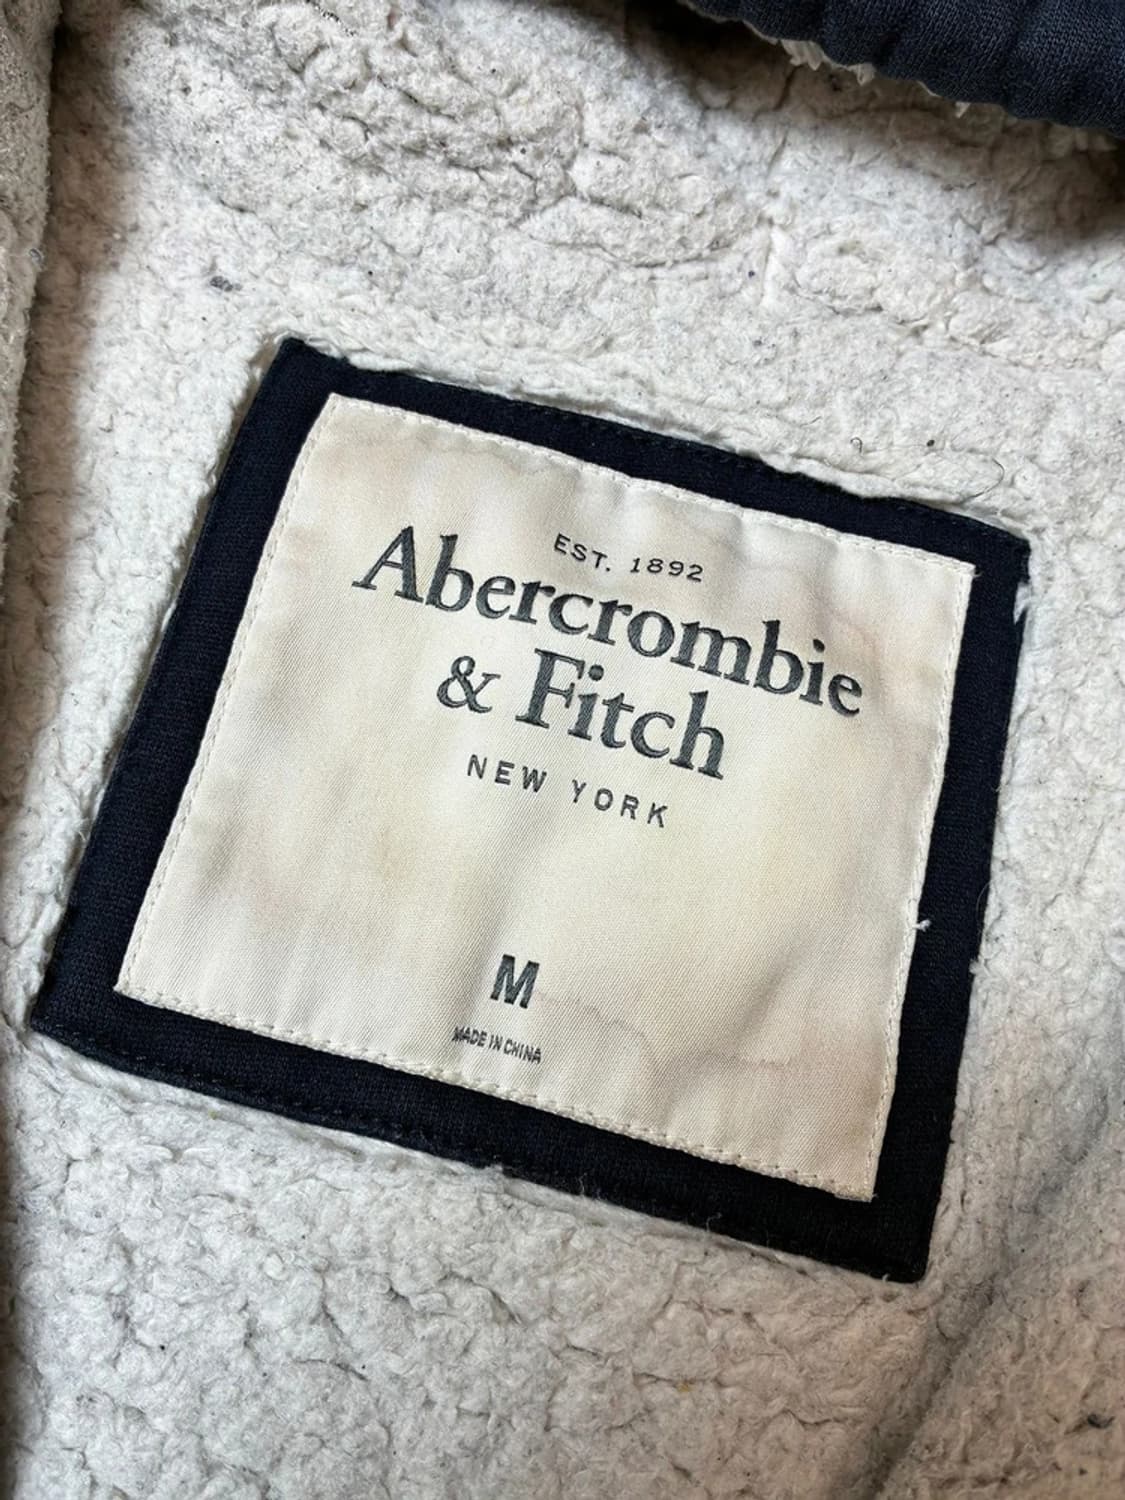 EST. 1892
Abercrombie
& Fitch
NEW YORK
M
MADE IN CHINA